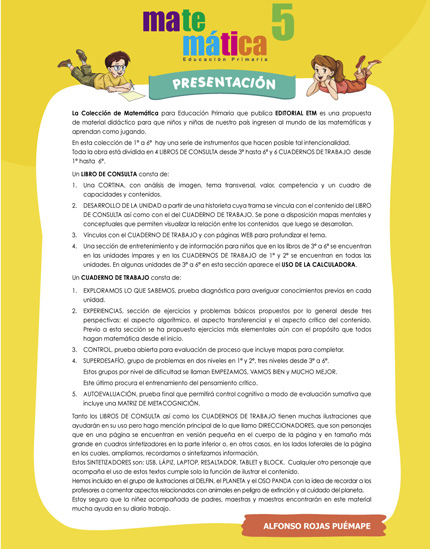 mate
mática
5
Educación Primaria
PRESENTACIÓN
La Colección de Matemática para Educación Primaria que publica EDITORIAL ETM es una propuesta
de material didáctico para que niños y niñas de nuestro país ingresen al mundo de las matemáticas y
aprendan como jugando.
En esta colección de 1º a 6º hay una serie de instrumentos que hacen posible tal intencionalidad.
Toda la obra está dividida en 4 LIBROS DE CONSULTA desde 3º hasta 6º y 6 CUADERNOS DE TRABAJO desde
1º hasta 6º.
Un LIBRO DE CONSULTA consta de:
1. Una CORTINA, con análisis de imagen, tema transversal, valor, competencia y un cuadro de
capacidades y contenidos.
2. DESARROLLO DE LA UNIDAD a partir de una historieta cuya trama se vincula con el contenido del LIBRO
DE CONSULTA así como con el del CUADERNO DE TRABAJO. Se pone a disposición mapas mentales y
conceptuales que permiten visualizar la relación entre los contenidos que luego se desarrollan.
3. Vínculos con el CUADERNO DE TRABAJO y con páginas WEB para profundizar el tema.
4. Una sección de entretenimiento y de información para niños que en los libros de 3º a 6º se encuentran
en las unidades impares y en los CUADERNOS DE TRABAJO de 1º y 2º se encuentran en todas las
unidades. En algunas unidades de 3º a 6º en esta sección aparece el USO DE LA CALCULADORA.
Un CUADERNO DE TRABAJO consta de:
1. EXPLORAMOS LO QUE SABEMOS, prueba diagnóstica para averiguar conocimientos previos en cada
unidad.
2. EXPERIENCIAS, sección de ejercicios y problemas básicos propuestos por lo general desde tres
perspectivas: el aspecto algorítmico, el aspecto transferencial y el aspecto crítico del contenido.
Previo a esta sección se ha propuesto ejercicios más elementales aún con el propósito que todos
hagan matemática desde el inicio.
3. CONTROL, prueba abierta para evaluación de proceso que incluye mapas para completar.
4. SUPERDESAFÍO, grupo de problemas en dos niveles en 1º y 2º, tres niveles desde 3º a 6º.
Estos grupos por nivel de dificultad se llaman EMPEZAMOS, VAMOS BIEN y MUCHO MEJOR.
Este último procura el entrenamiento del pensamiento crítico.
5. AUTOEVALUACIÓN, prueba final que permitirá control cognitivo a modo de evaluación sumativa que
incluye una MATRIZ DE METACOGNICIÓN.
Tanto los LIBROS DE CONSULTA así como los CUADERNOS DE TRABAJO tienen muchas ilustraciones que
ayudarán en su uso pero hago mención principal de lo que llamo DIRECCIONADORES, que son personajes
que en una página se encuentran en versión pequeña en el cuerpo de la página y en tamaño más
grande en cuadros sintetizadores en la parte inferior o, en otros casos, en los lados laterales de la página
en los cuales, ampliamos, recordamos o sintetizamos información.
Estos SINTETIZADORES son: USB, LÁPIZ, LAPTOP, RESALTADOR, TABLET y BLOCK. Cualquier otro personaje que
acompaña el uso de estos textos cumple solo la función de ilustrar el contenido.
Hemos incluido en el grupo de ilustraciones al DELFÍN, el PLANETA y el OSO PANDA con la idea de recordar a los
profesores a comentar aspectos relacionados con animales en peligro de extinción y al cuidado del planeta.
Estoy seguro que la niñez acompañada de padres, maestras y maestros encontrarán en este material
mucha ayuda en su diario trabajo.
ALFONSO ROJAS PUÉMAPE